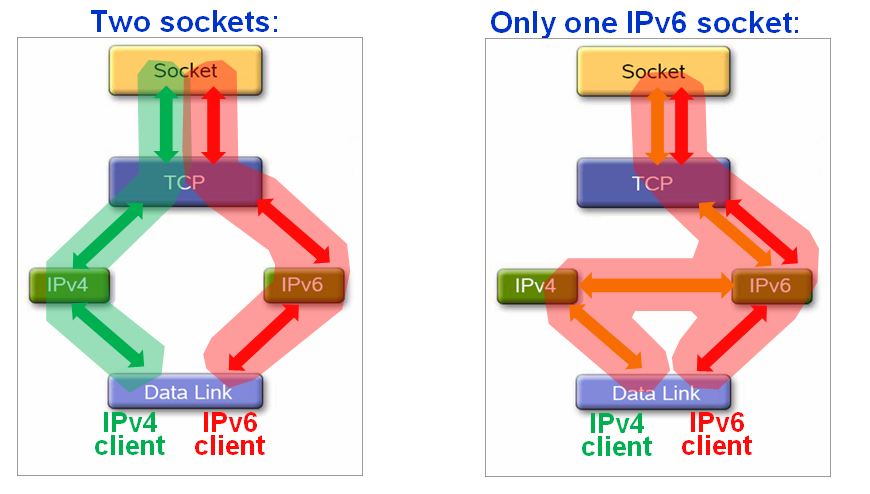 Two sockets:
Socket
TCP
IPv4
IPv6
Data Link
IPv4
client
IPv6
client
Only one IPv6 socket:
Socket
TCP
IPv4
IPv6
Data Link
IPv4
client
IPv6
client